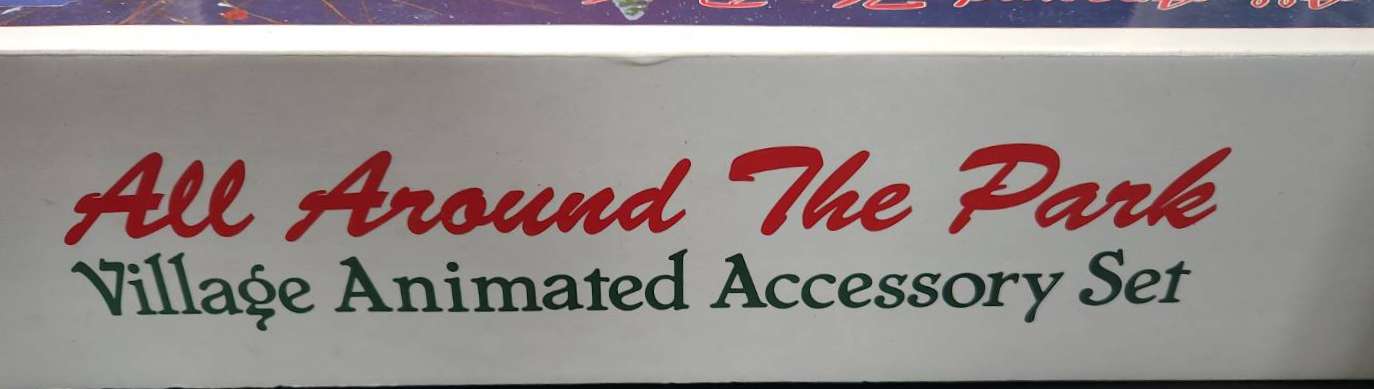 All Around The Park
Village Animated Accessory Set